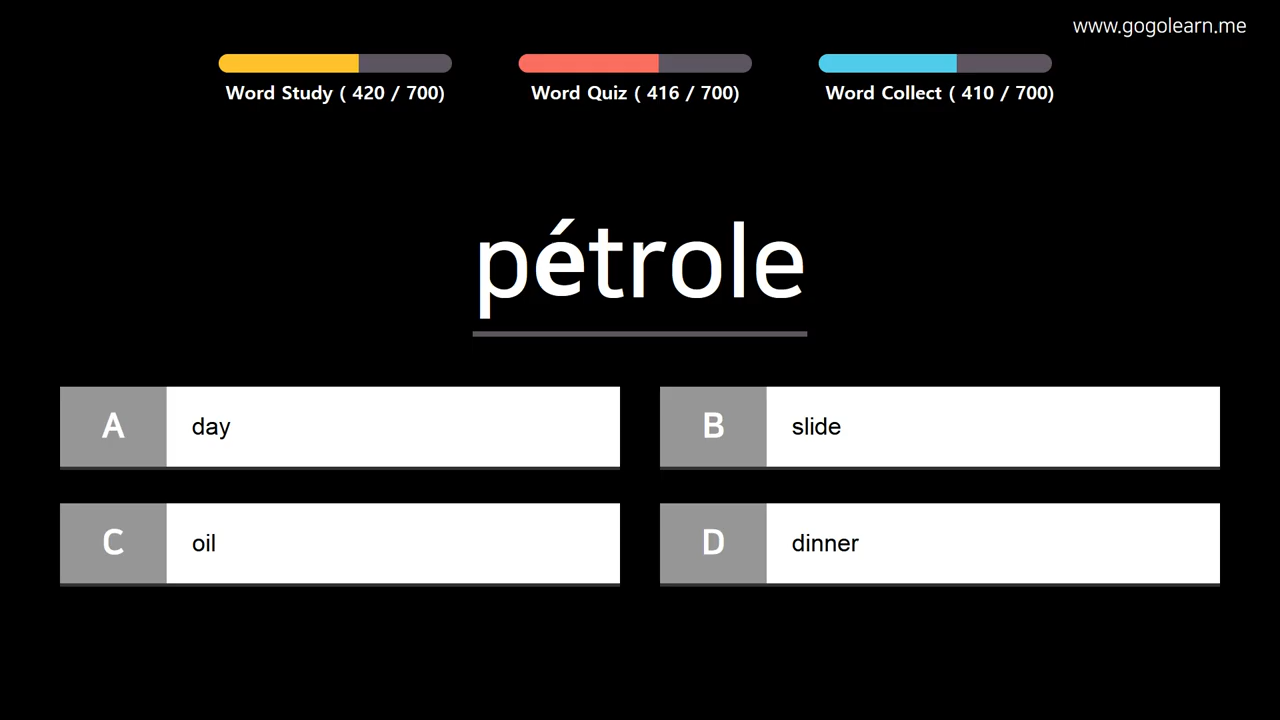 www.gogolearn.me
Word Study ( 420 / 700)
Word Quiz ( 416 / 700)
Word Collect ( 410 / 700)
pétrole
A day
B slide
C oil
D dinner